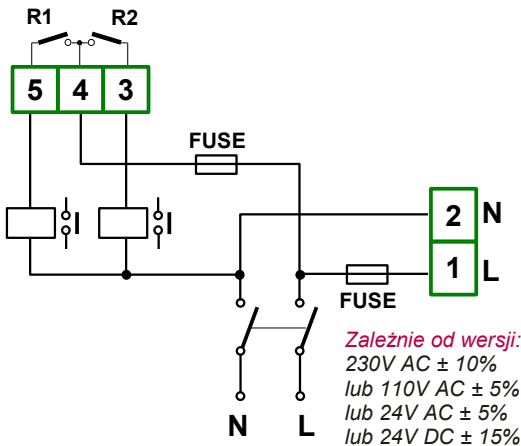 R1 R2
5 4 3
FUSE
2 N
1 L
FUSE
Zależnie od wersji:
230V AC ± 10%
lub 110V AC ± 5%
lub 24V AC ± 5%
lub 24V DC ± 15%
N L